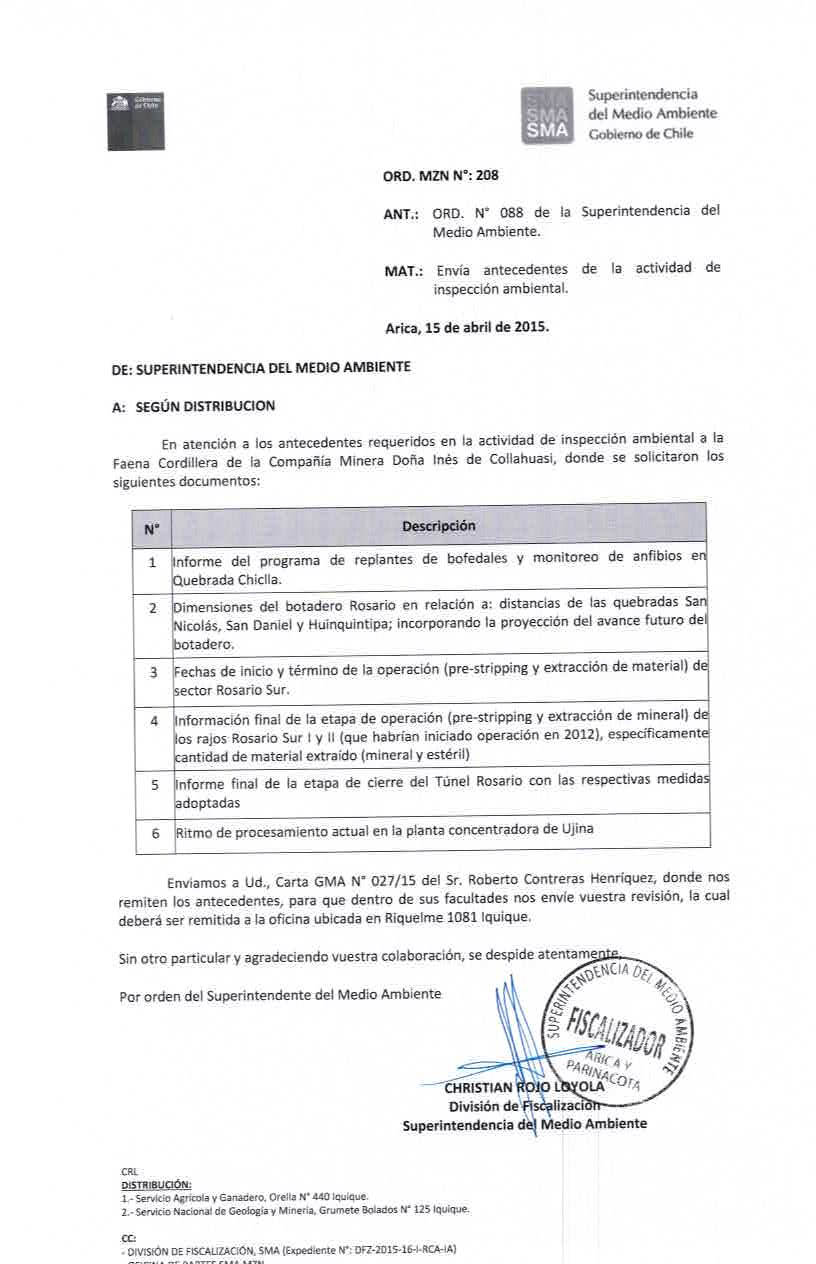 Gobierno
de Chile
SMA
SMA
SMA
Superintendencia
del Medio Ambiente
Gobierno de Chile
ORD. MZN N°: 208
ANT.: ORD. N° 088 de la Superintendencia del
Medio Ambiente.
MAT.: Envía antecedentes de la actividad de
inspección ambiental.
Arica, 15 de abril de 2015.
DE: SUPERINTENDENCIA DEL MEDIO AMBIENTE
A: SEGÚN DISTRIBUCION
En atención a los antecedentes requeridos en la actividad de inspección ambiental a la
Faena Cordillera de la Compañía Minera Doña Inés de Collahuasi, donde se solicitaron los
siguientes documentos:
N° Descripción
1 Informe del programa de replantes de bofedales y monitoreo de anfibios en
Quebrada Chiclla.
2 Dimensiones del botadero Rosario en relación a: distancias de las quebradas San
Nicolás, San Daniel y Huinquintipa; incorporando la proyección del avance futuro del
botadero.
3 Fechas de inicio y término de la operación (pre-stripping y extracción de material) de
sector Rosario Sur.
4 Información final de la etapa de operación (pre-stripping y extracción de mineral) de
los rajos Rosario Sur I y II (que habrían iniciado operación en 2012), específicamente
cantidad de material extraído (mineral y estéril)
5 Informe final de la etapa de cierre del Túnel Rosario con las respectivas medidas
adoptadas
6 Ritmo de procesamiento actual en la planta concentradora de Ujina
Enviamos a Ud., Carta GMA N° 027/15 del Sr. Roberto Contreras Henríquez, donde nos
remiten los antecedentes, para que dentro de sus facultades nos envíe vuestra revisión, la cual
deberá ser remitida a la oficina ubicada en Riquelme 1081 Iquique.
Sin otro particular y agradeciendo vuestra colaboración, se despide atentamente,
Por orden del Superintendente del Medio Ambiente
SUPERINTENDENCIA DEL MEDIO AMBIENTE
FISCALIZADOR
ARICA Y
PARINACOTA
CHRISTIAN ROJO LOYOLA
División de Fiscalización
Superintendencia del Medio Ambiente
CRL
DISTRIBUCIÓN:
1.- Servicio Agrícola y Ganadero, Orella N° 440 Iquique.
2.- Servicio Nacional de Geología y Minería, Grumete Bolados N° 125 Iquique.
CC:
- DIVISIÓN DE FISCALIZACIÓN, SMA (Expediente N°: DFZ-2015-16-I-RCA-IA)
- OFICINA DE PARTES SMA MZN